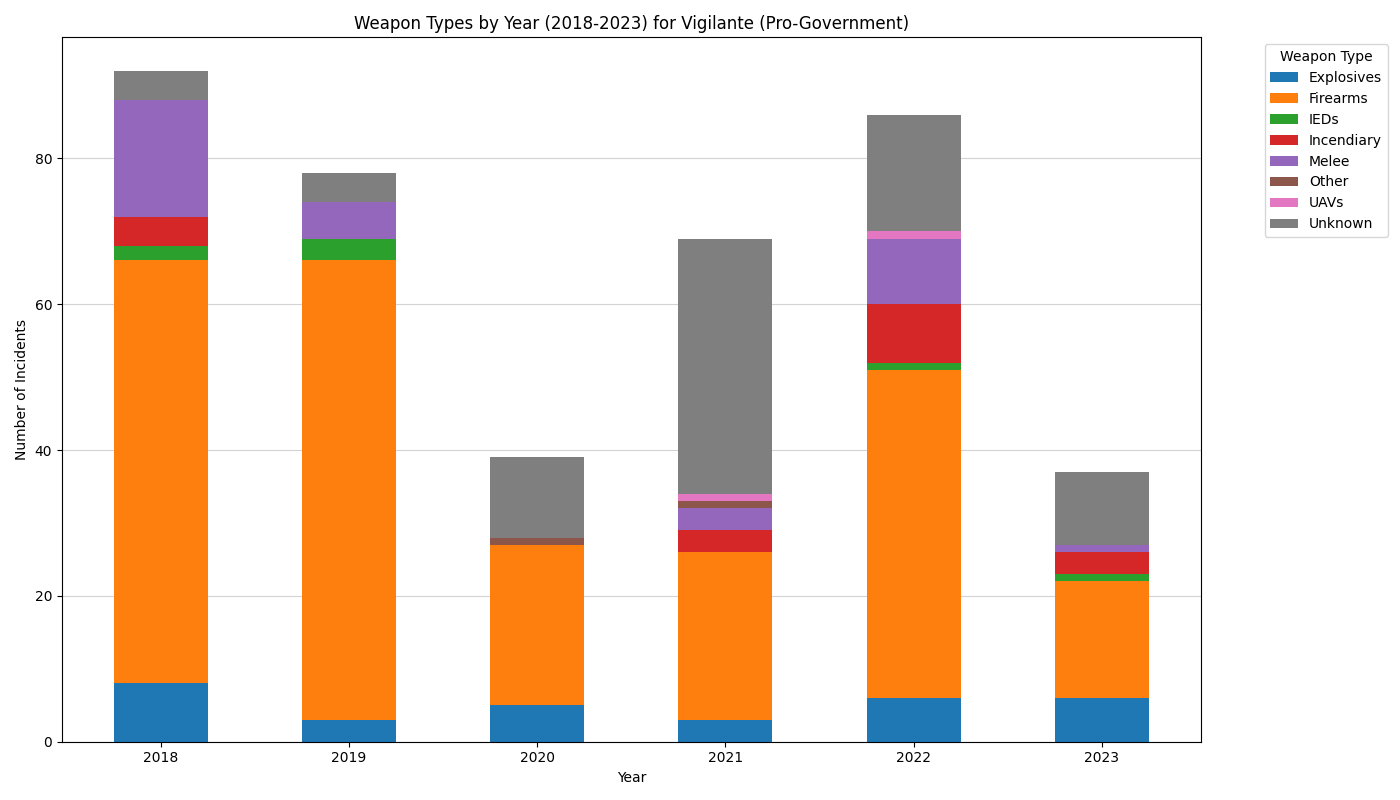 Weapon Types by Year (2018-2023) for Vigilante (Pro-Government)
Number of Incidents
80
60
40
20
0
2018 2019 2020 2021 2022 2023
Year
Weapon Type
Explosives
Firearms
IEDs
Incendiary
Melee
Other
UAVs
Unknown